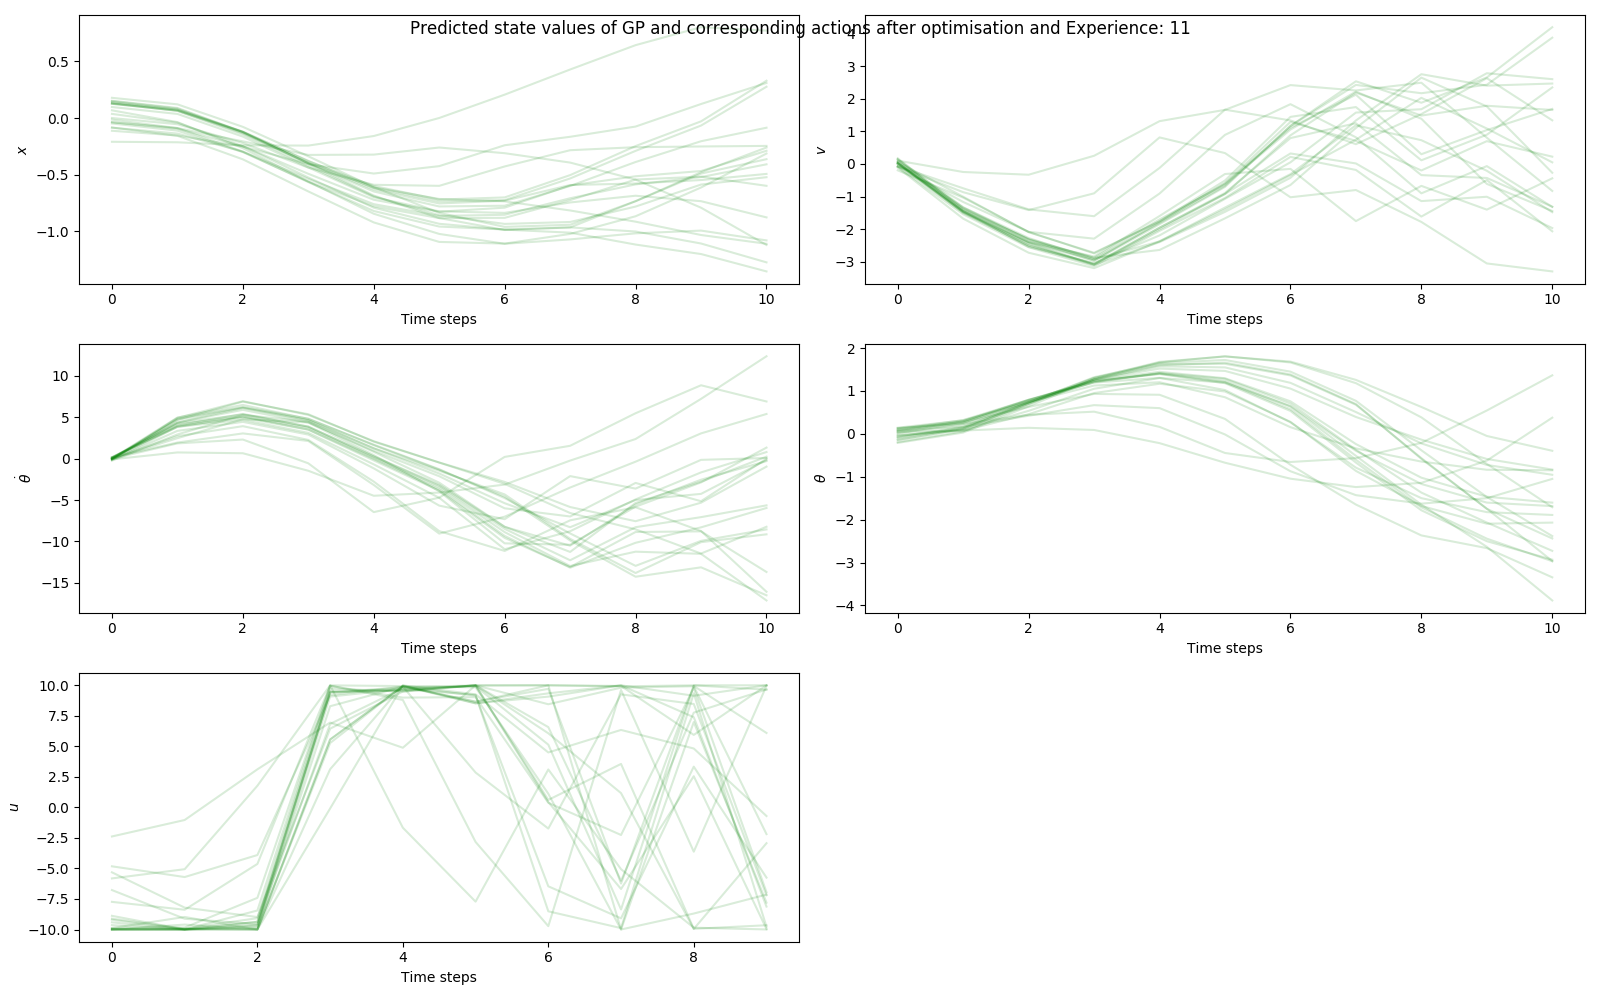 Predicted state values of GP and corresponding actions after optimisation and Experience: 11
0.5
0.0
−0.5
−1.0
x
0 2 4 6 8 10
Time steps
4
3
2
1
0
−1
−2
−3
v
0 2 4 6 8 10
Time steps
10
5
0
−5
−10
−15
θ̇
0 2 4 6 8 10
Time steps
2
1
0
−1
−2
−3
−4
θ
0 2 4 6 8 10
Time steps
10.0
7.5
5.0
2.5
0.0
−2.5
−5.0
−7.5
−10.0
u
0 2 4 6 8
Time steps